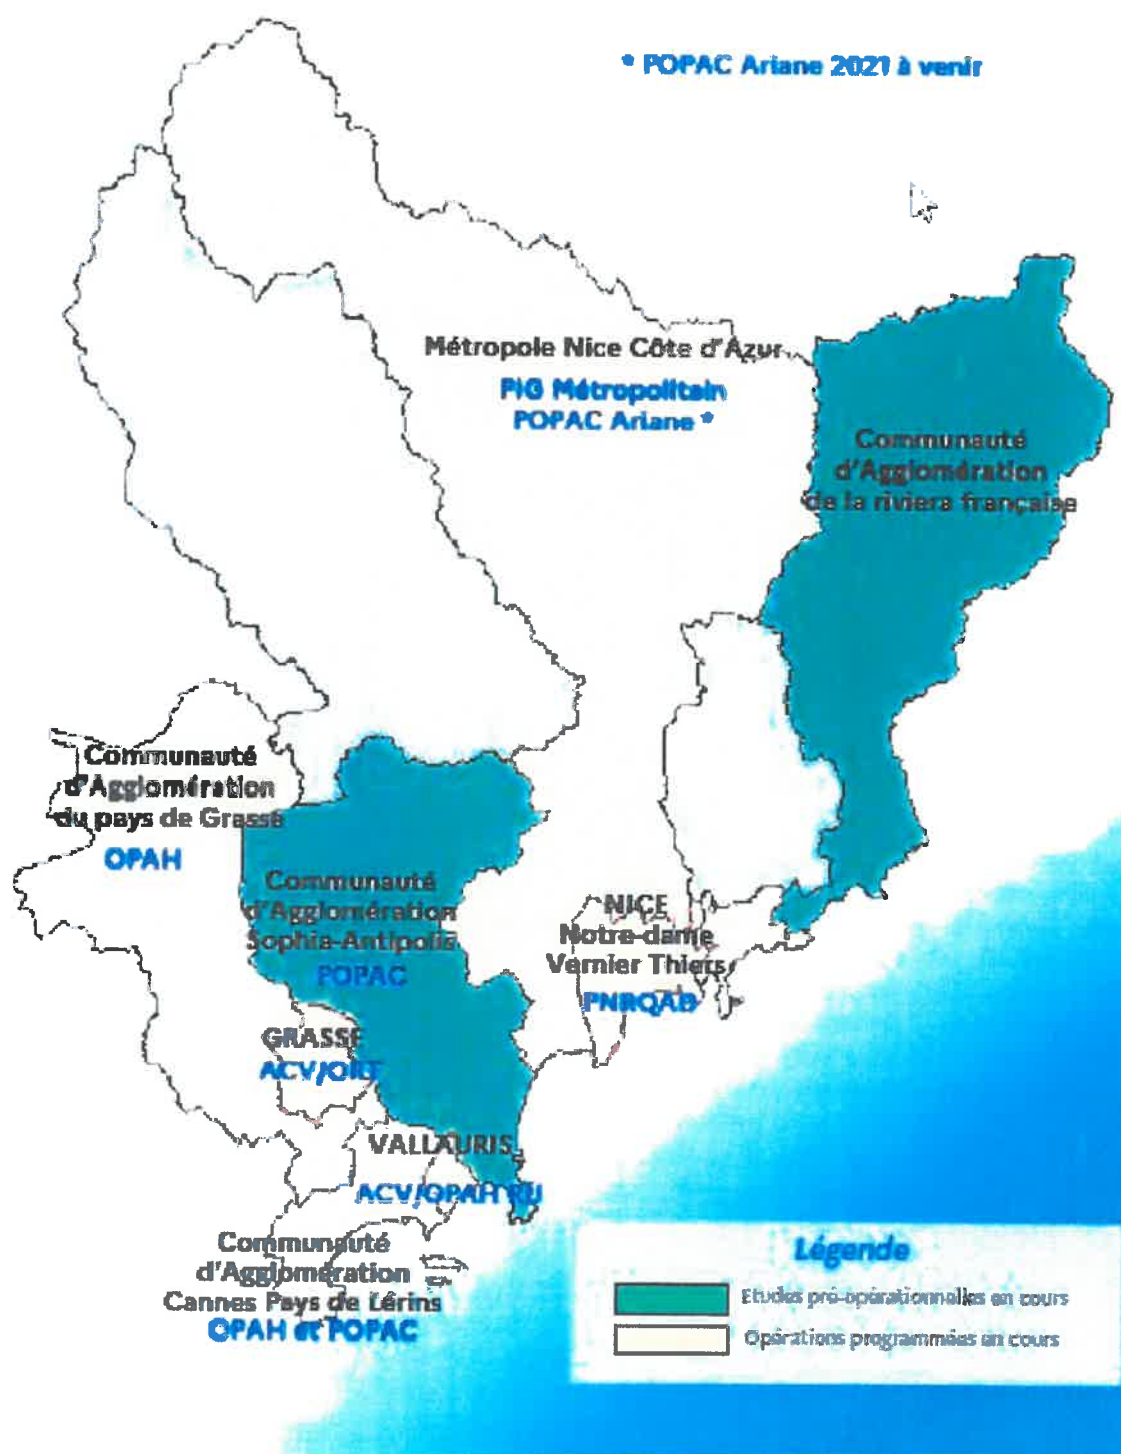 * POPAC Ariane 2021 à venir
Métropole Nice Côte d'Azur
PIG Métropolitain
POPAC Ariane *
Communauté
d'Agglomération
de la riviera française
Communauté
d'Agglomération
du pays de Grasse
OPAH
Communauté
d'Agglomération
Sophia-Antipolis
POPAC
NICE
Notre-dame
Vernier Thiers
PNRQAD
GRASSE
ACV/ORT
VALLAURIS
ACV/OPAH RU
Communauté
d'Agglomération
Cannes Pays de Lérins
OPAH et POPAC
Légende
Etudes pré-opérationnelles en cours
Opérations programmées en cours